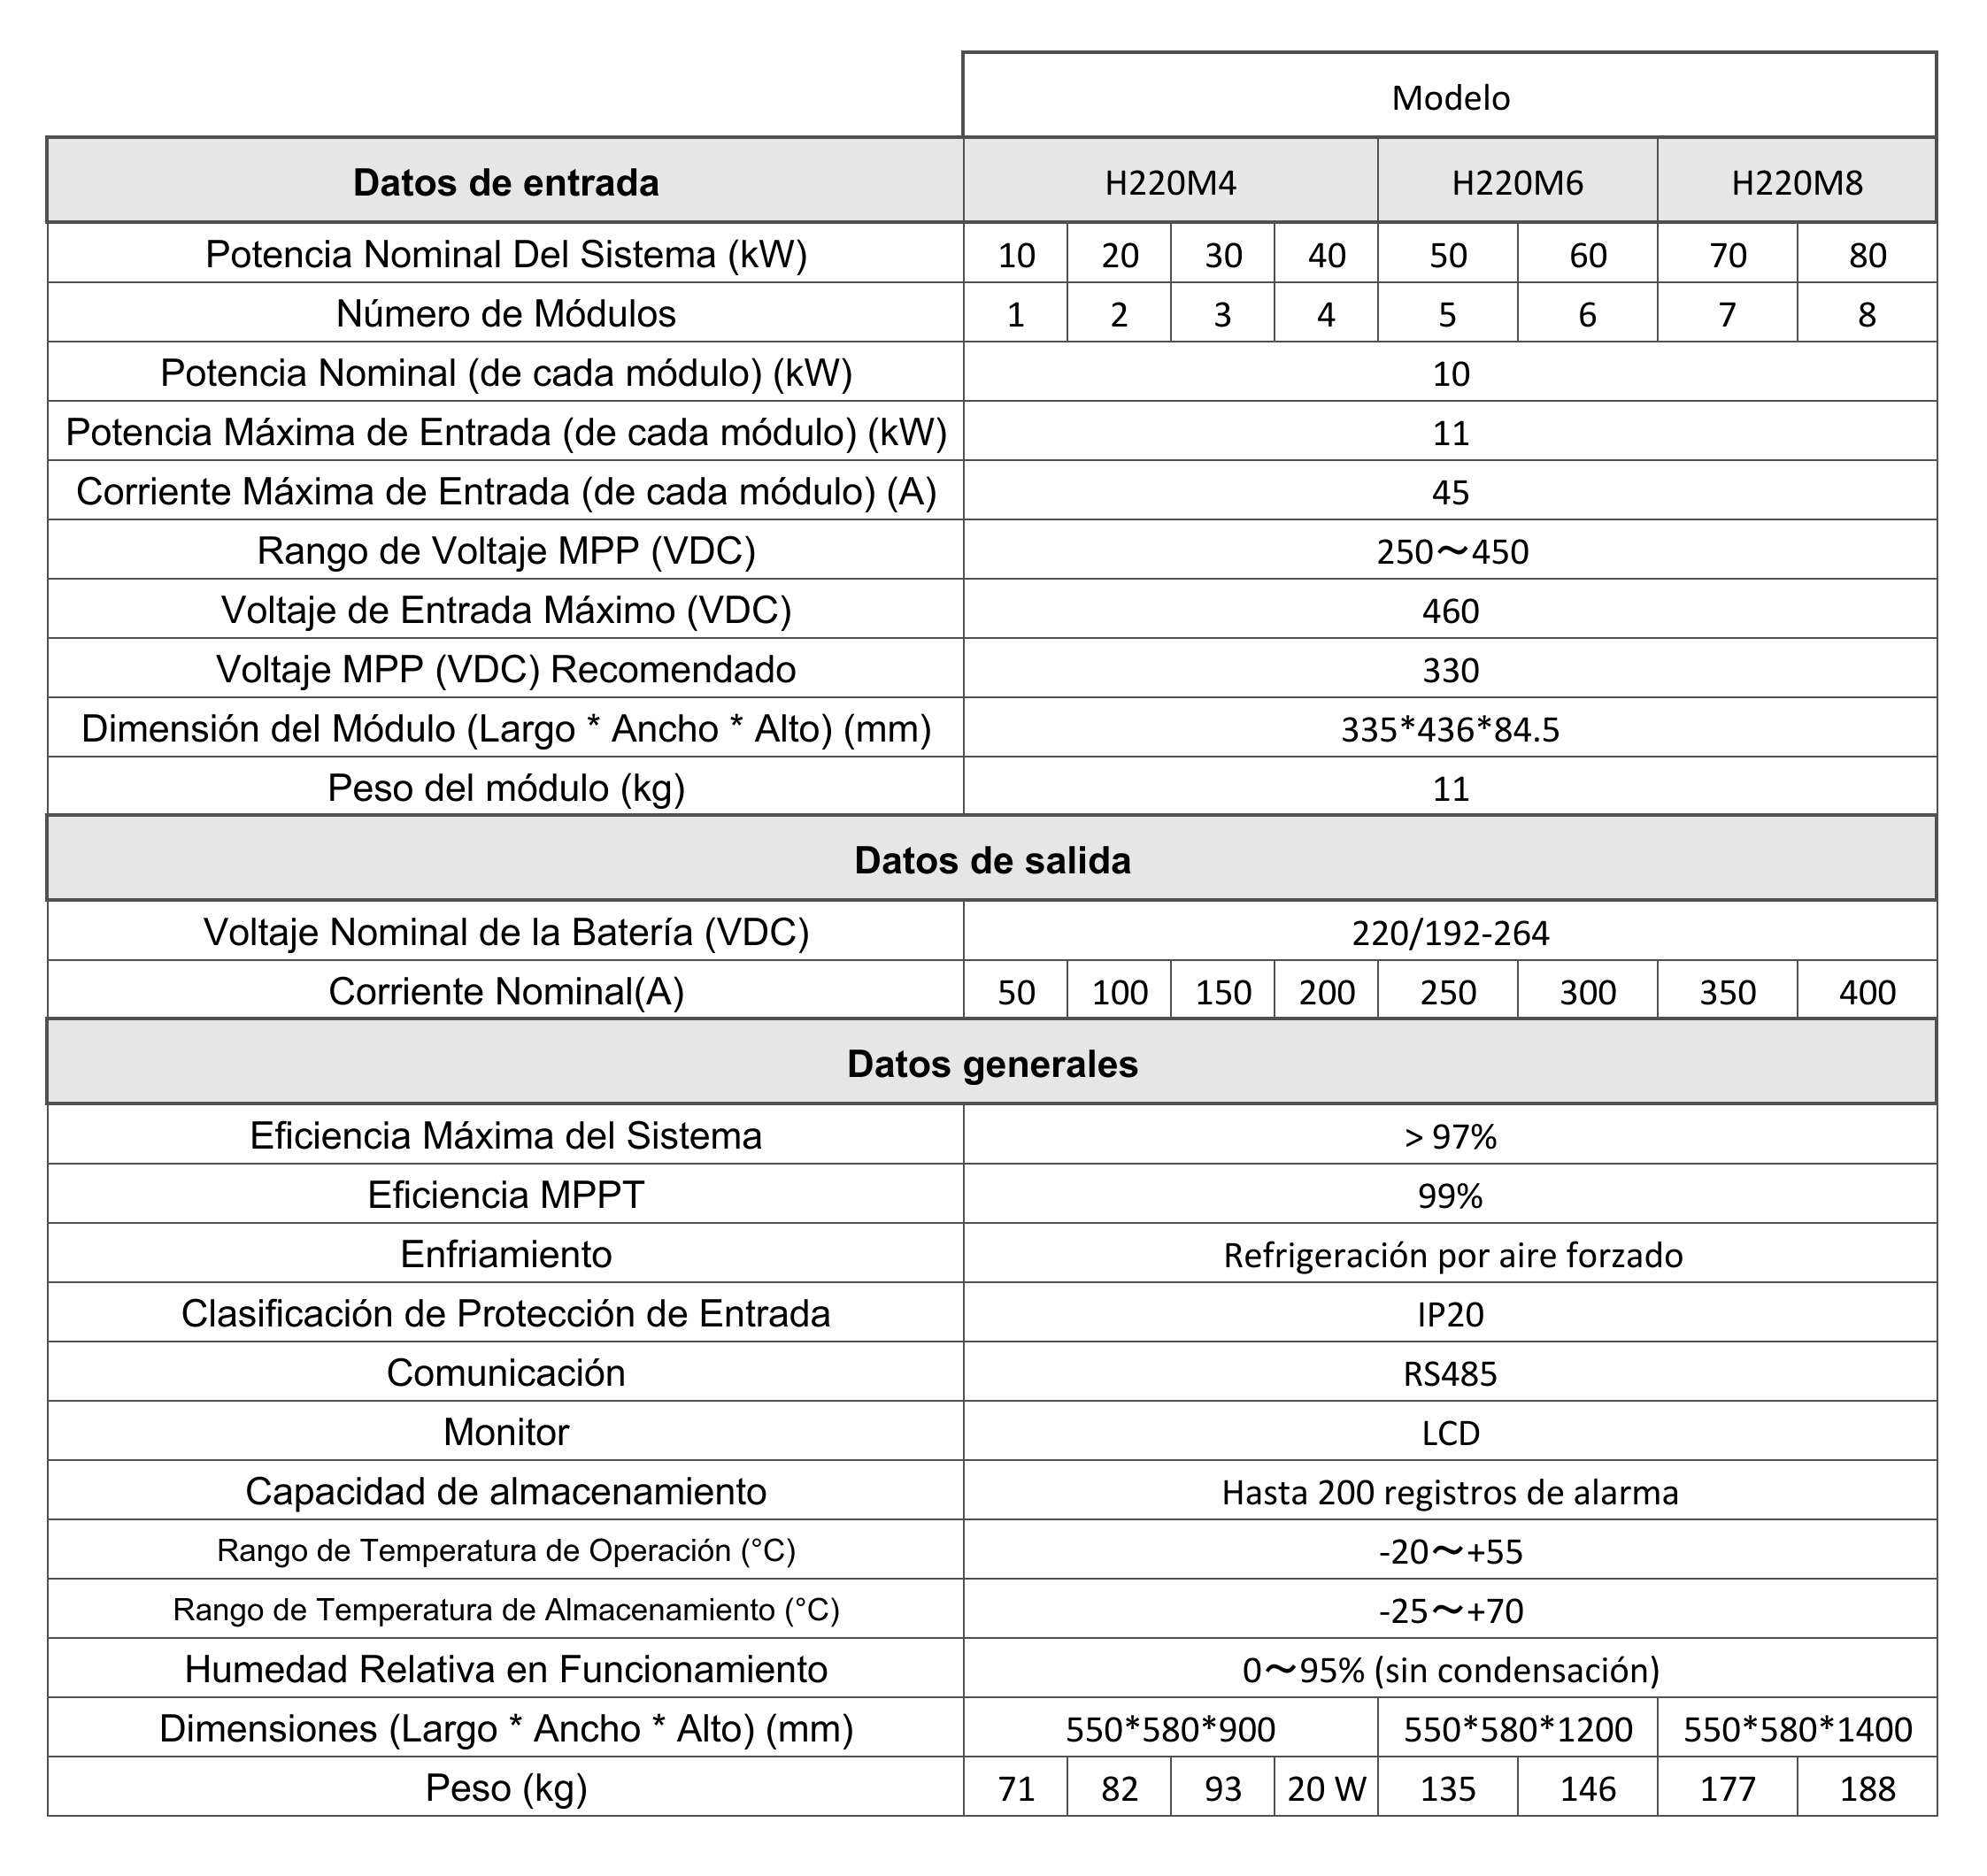 Modelo
Datos de entrada H220M4 H220M6 H220M8
Potencia Nominal Del Sistema (kW) 10 20 30 40 50 60 70 80
Número de Módulos 1 2 3 4 5 6 7 8
Potencia Nominal (de cada módulo) (kW) 10
Potencia Máxima de Entrada (de cada módulo) (kW) 11
Corriente Máxima de Entrada (de cada módulo) (A) 45
Rango de Voltaje MPP (VDC) 250～450
Voltaje de Entrada Máximo (VDC) 460
Voltaje MPP (VDC) Recomendado 330
Dimensión del Módulo (Largo * Ancho * Alto) (mm) 335*436*84.5
Peso del módulo (kg) 11
Datos de salida
Voltaje Nominal de la Batería (VDC) 220/192-264
Corriente Nominal(A) 50 100 150 200 250 300 350 400
Datos generales
Eficiencia Máxima del Sistema > 97%
Eficiencia MPPT 99%
Enfriamiento Refrigeración por aire forzado
Clasificación de Protección de Entrada IP20
Comunicación RS485
Monitor LCD
Capacidad de almacenamiento Hasta 200 registros de alarma
Rango de Temperatura de Operación (°C) -20～+55
Rango de Temperatura de Almacenamiento (°C) -25～+70
Humedad Relativa en Funcionamiento 0～95% (sin condensación)
Dimensiones (Largo * Ancho * Alto) (mm) 550*580*900 550*580*1200 550*580*1400
Peso (kg) 71 82 93 20 W 135 146 177 188